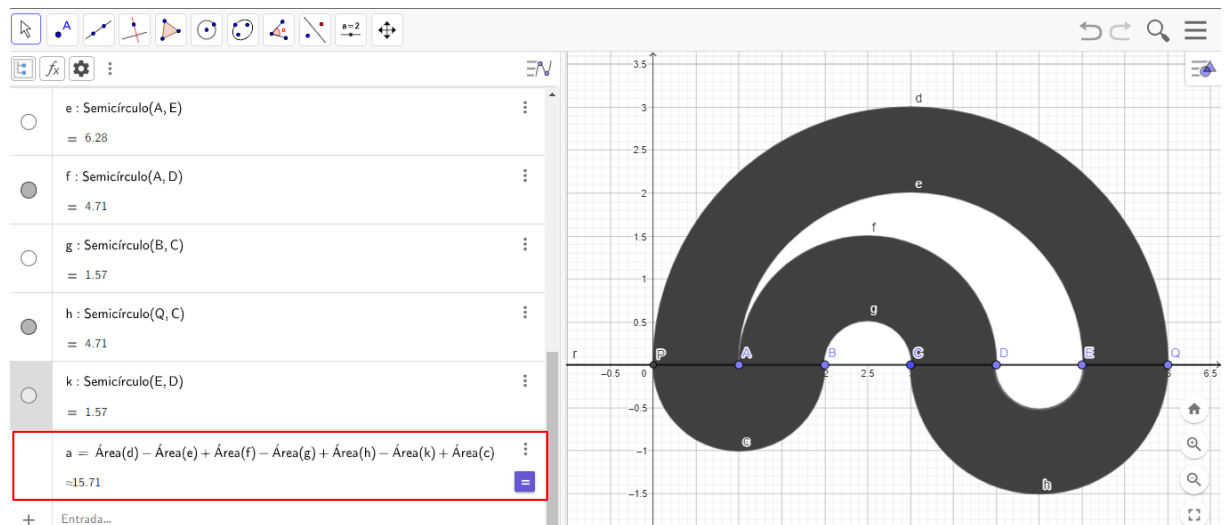 A
α
a=2
fx
e : Semicírculo(A, E)
= 6.28
f : Semicírculo(A, D)
= 4.71
g : Semicírculo(B, C)
= 1.57
h : Semicírculo(Q, C)
= 4.71
k : Semicírculo(E, D)
= 1.57
a = Área(d) – Área(e) + Área(f) – Área(g) + Área(h) – Área(k) + Área(c)
≈15.71
=
+ Entrada...
3.5
3
2.5
2
1.5
1
0.5
–0.5
–1
–1.5
d
e
f
g
r
P A B C D E Q
–0.5 0 2 2.5 5 6.5
c
h